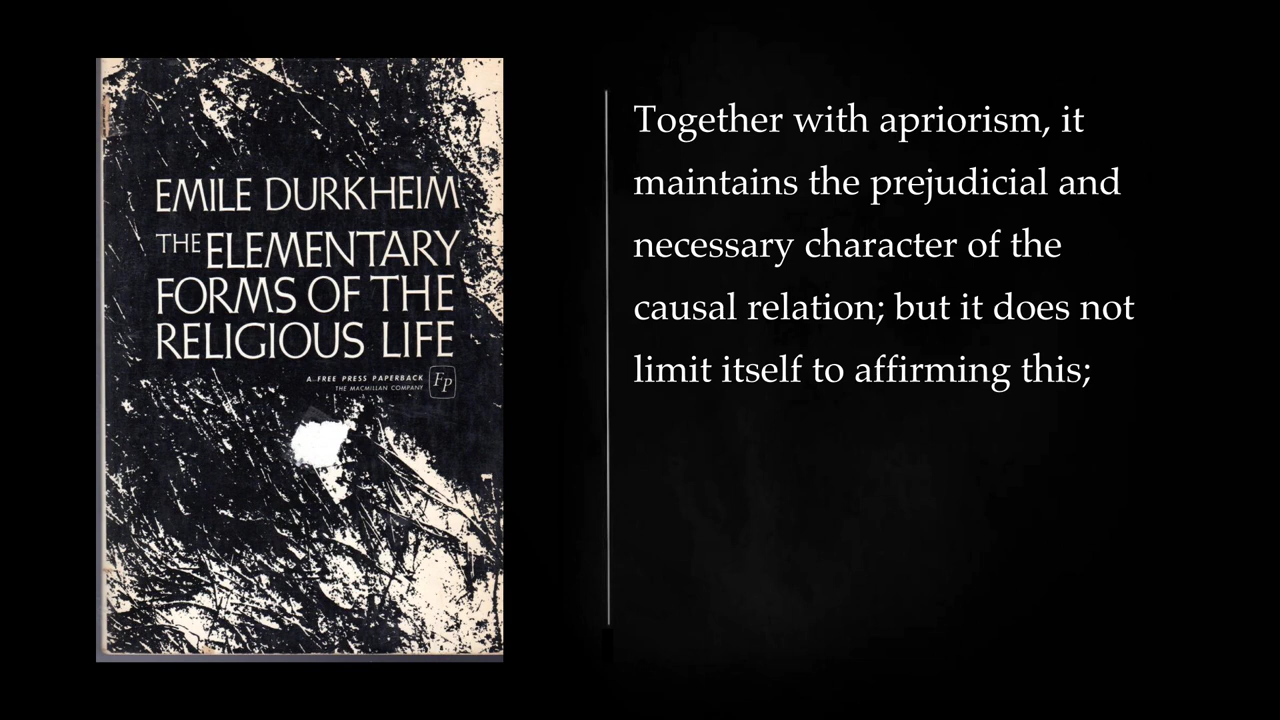 EMILE DURKHEIM
THE ELEMENTARY
FORMS OF THE
RELIGIOUS LIFE
A FREE PRESS PAPERBACK
THE MACMILLAN COMPANY
Fp
Together with apriorism, it
maintains the prejudicial and
necessary character of the
causal relation; but it does not
limit itself to affirming this;